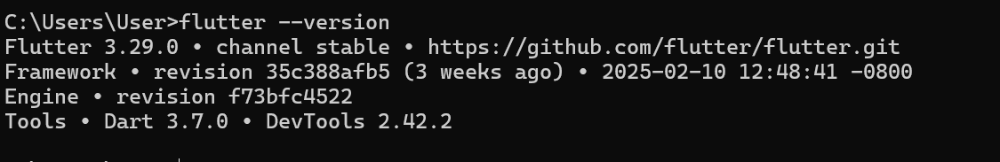 C:\Users\User>flutter --version
Flutter 3.29.0 • channel stable • https://github.com/flutter/flutter.git
Framework • revision 35c388afb5 (3 weeks ago) • 2025-02-10 12:48:41 -0800
Engine • revision f73bfc4522
Tools • Dart 3.7.0 • DevTools 2.42.2